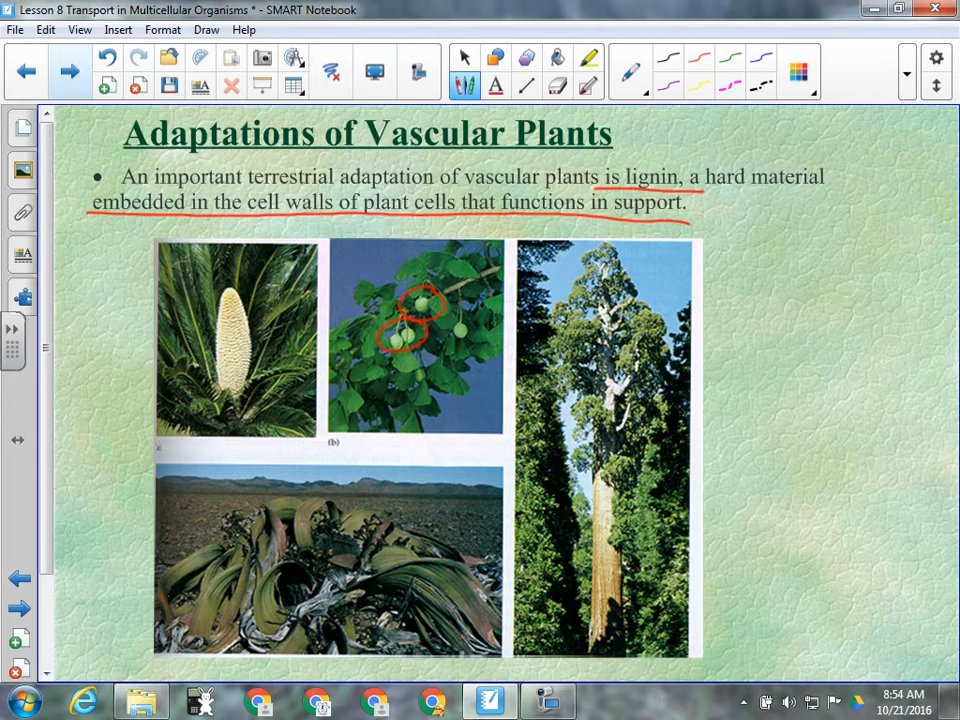 Lesson 8 Transport in Multicellular Organisms * - SMART Notebook
File Edit View Insert Format Draw Help
Adaptations of Vascular Plants
• An important terrestrial adaptation of vascular plants is lignin, a hard material
embedded in the cell walls of plant cells that functions in support.
(b)
8:54 AM
10/21/2016